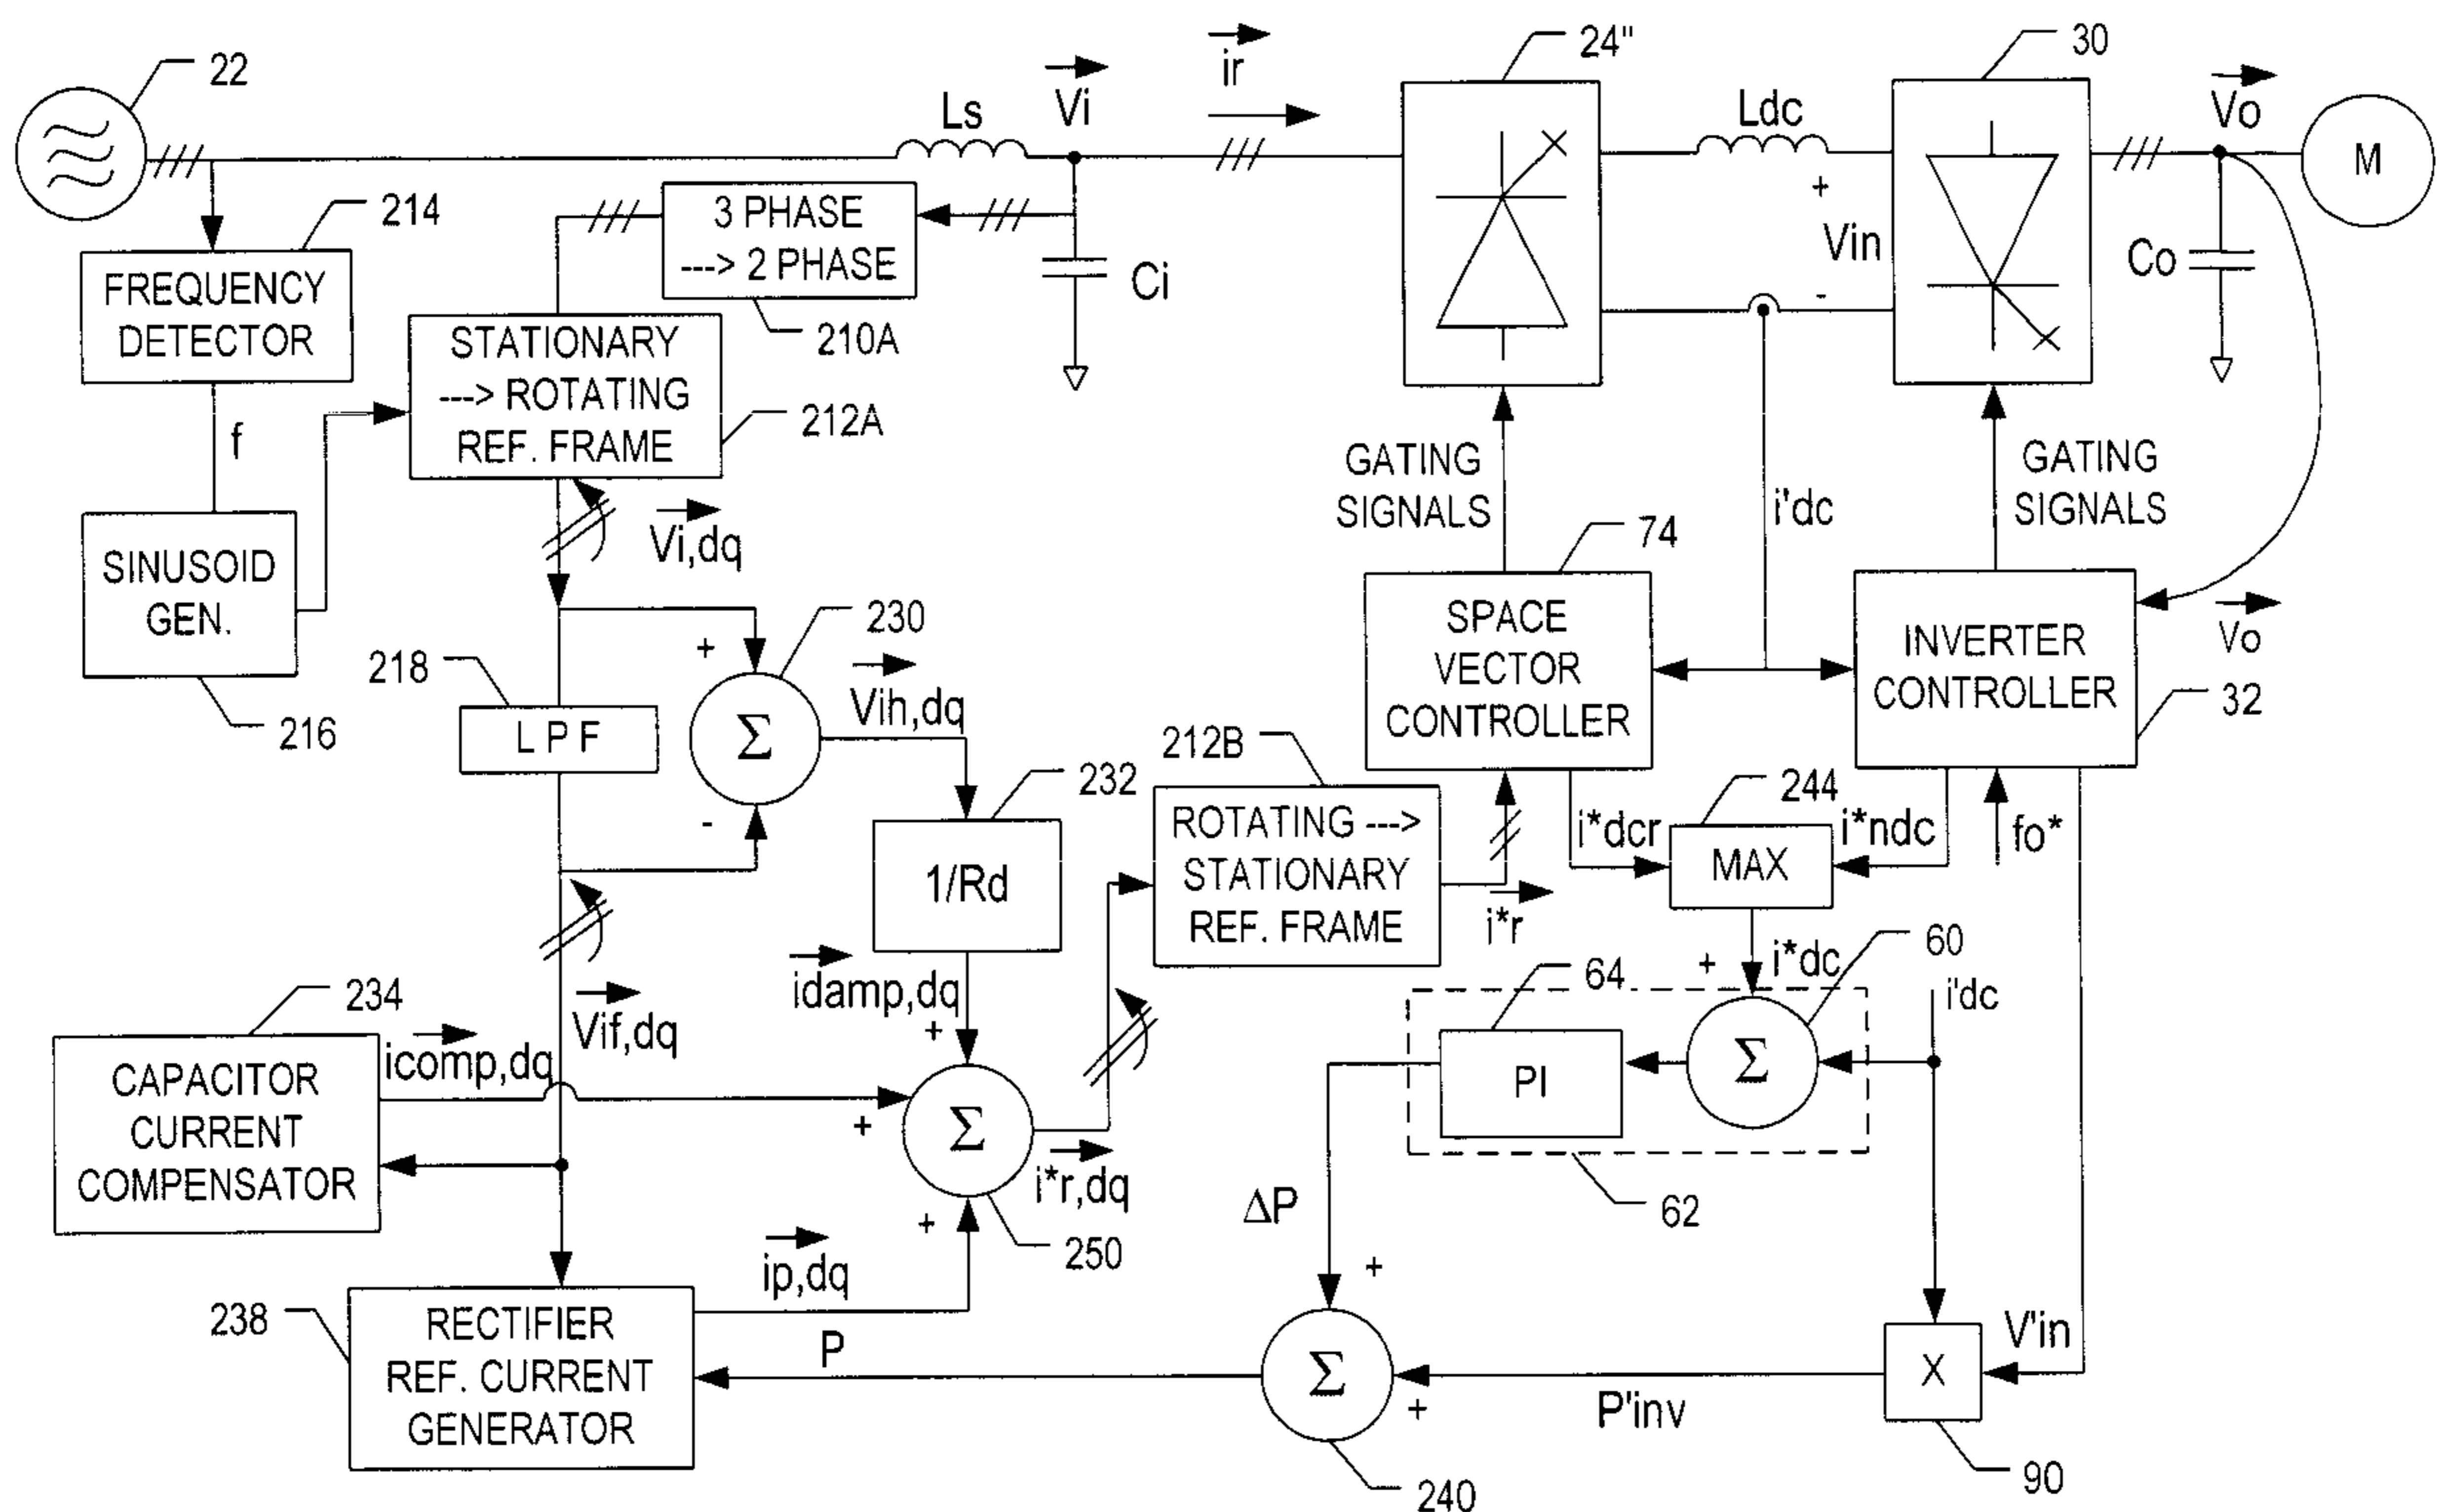 22
Ls
Vi
ir
24"
Ldc
30
Vo
M
214
3 PHASE
---> 2 PHASE
210A
Ci
+
Vin
-
Co
FREQUENCY
DETECTOR
f
STATIONARY
---> ROTATING
REF. FRAME
212A
GATING
SIGNALS
i'dc
GATING
SIGNALS
SINUSOID
GEN.
216
Vi,dq
74
SPACE
VECTOR
CONTROLLER
INVERTER
CONTROLLER
Vo
32
218
LPF
+
-
Σ
230
Vih,dq
232
1/Rd
212B
ROTATING --->
STATIONARY
REF. FRAME
i*r
i*dcr
244
MAX
i*ndc
fo*
234
CAPACITOR
CURRENT
COMPENSATOR
icomp,dq
Vif,dq
idamp,dq
+
+
Σ
+
i*r,dq
250
64
PI
+
i*dc
60
Σ
i'dc
62
ΔP
238
RECTIFIER
REF. CURRENT
GENERATOR
ip,dq
P
+
Σ
+
240
P'inv
X
V'in
90